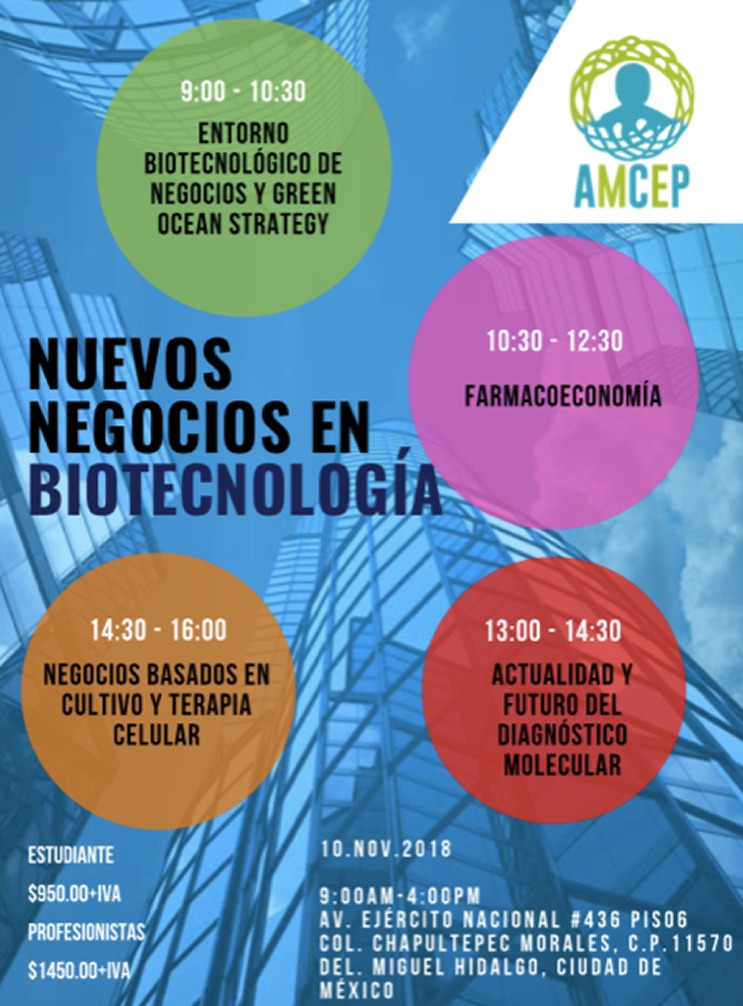 AMCEP
9:00 - 10:30
ENTORNO
BIOTECNOLÓGICO DE
NEGOCIOS Y GREEN
OCEAN STRATEGY
10:30 - 12:30
FARMACOECONOMÍA
NUEVOS
NEGOCIOS EN
BIOTECNOLOGÍA
14:30 - 16:00
NEGOCIOS BASADOS EN
CULTIVO Y TERAPIA
CELULAR
13:00 - 14:30
ACTUALIDAD Y
FUTURO DEL
DIAGNÓSTICO
MOLECULAR
ESTUDIANTE
$950.00+IVA
PROFESIONISTAS
$1450.00+IVA
10.NOV.2018
9:00AM-4:00PM
AV. EJÉRCITO NACIONAL #436 PISO6
COL. CHAPULTEPEC MORALES, C.P.11570
DEL. MIGUEL HIDALGO, CIUDAD DE
MÉXICO